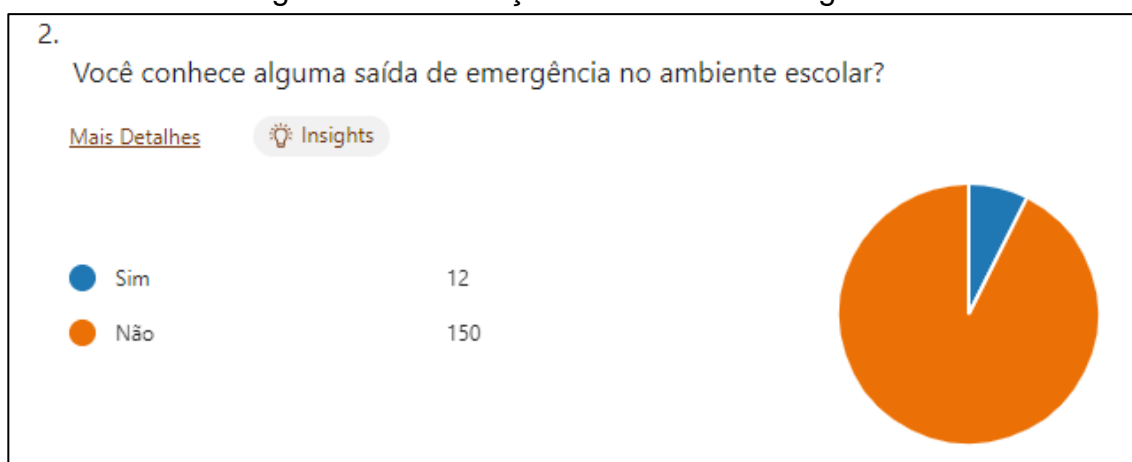 2.
Você conhece alguma saída de emergência no ambiente escolar?
Mais Detalhes Insights
Sim 12
Não 150